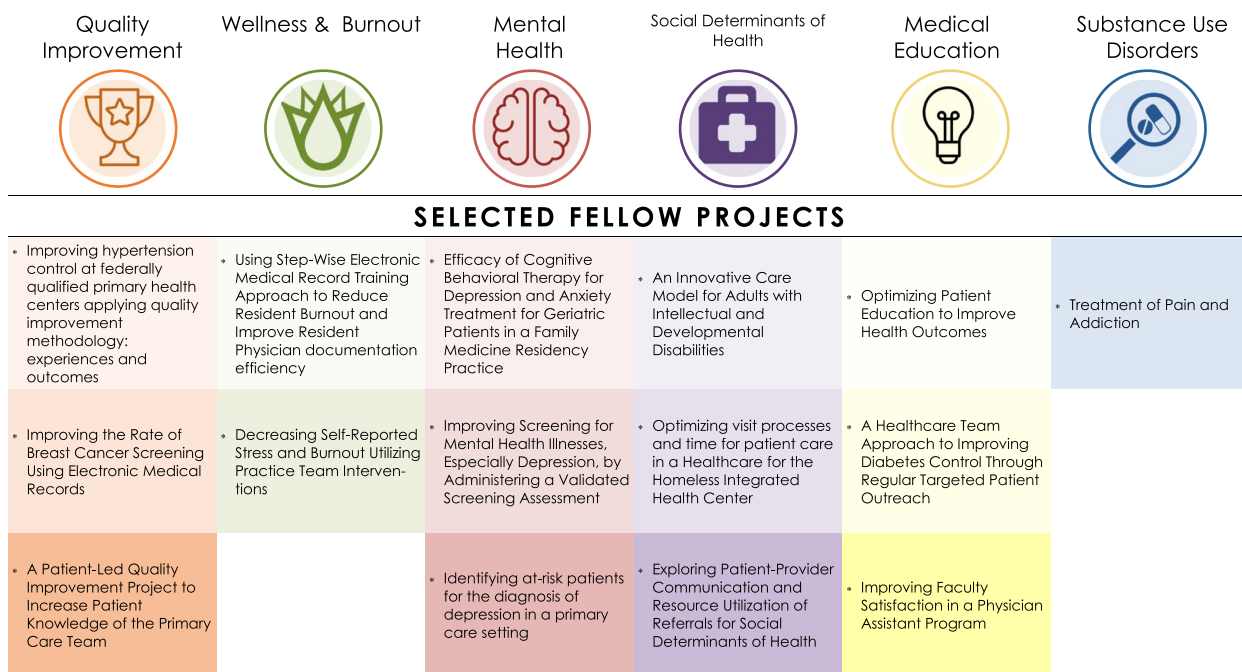 Quality
Improvement
Wellness &  Burnout
Mental
Health
Social Determinants of
Health
Medical
Education
Substance Use
Disorders
SELECTED FELLOW PROJECTS
* Improving hypertension
control at federally
qualified primary health
centers applying quality
improvement
methodology:
experiences and
outcomes
* Using Step-Wise Electronic
Medical Record Training
Approach to Reduce
Resident Burnout and
Improve Resident
Physician documentation
efficiency
* Efficacy of Cognitive
Behavioral Therapy for
Depression and Anxiety
Treatment for Geriatric
Patients in a Family
Medicine Residency
Practice
* An Innovative Care
Model for Adults with
Intellectual and
Developmental
Disabilities
* Optimizing Patient
Education to Improve
Health Outcomes
* Treatment of Pain and
Addiction
* Improving the Rate of
Breast Cancer Screening
Using Electronic Medical
Records
* Decreasing Self-Reported
Stress and Burnout Utilizing
Practice Team Interven-
tions
* Improving Screening for
Mental Health Illnesses,
Especially Depression, by
Administering a Validated
Screening Assessment
* Optimizing visit processes
and time for patient care
in a Healthcare for the
Homeless Integrated
Health Center
* A Healthcare Team
Approach to Improving
Diabetes Control Through
Regular Targeted Patient
Outreach
* A Patient-Led Quality
Improvement Project to
Increase Patient
Knowledge of the Primary
Care Team
* Identifying at-risk patients
for the diagnosis of
depression in a primary
care setting
* Exploring Patient-Provider
Communication and
Resource Utilization of
Referrals for Social
Determinants of Health
* Improving Faculty
Satisfaction in a Physician
Assistant Program